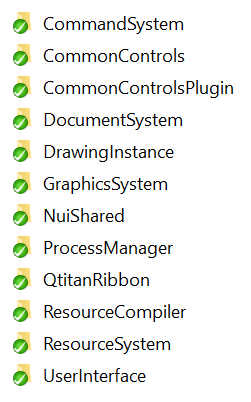 CommandSystem
CommonControls
CommonControlsPlugin
DocumentSystem
DrawingInstance
GraphicsSystem
NuiShared
ProcessManager
QtitanRibbon
ResourceCompiler
ResourceSystem
UserInterface